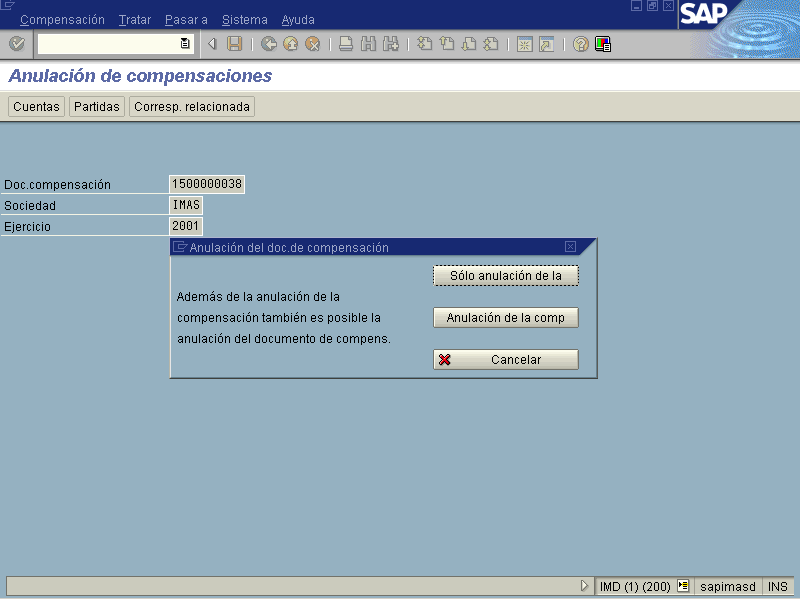 Compensación Tratar Pasar a Sistema Ayuda
SAP
Anulación de compensaciones
Cuentas Partidas Corresp. relacionada
Doc.compensación 1500000038
Sociedad IMAS
Ejercicio 2001
Anulación del doc.de compensación
Sólo anulación de la
Además de la anulación de la
compensación también es posible la
anulación del documento de compens.
Anulación de la comp
Cancelar
IMD (1) (200) sapimasd INS